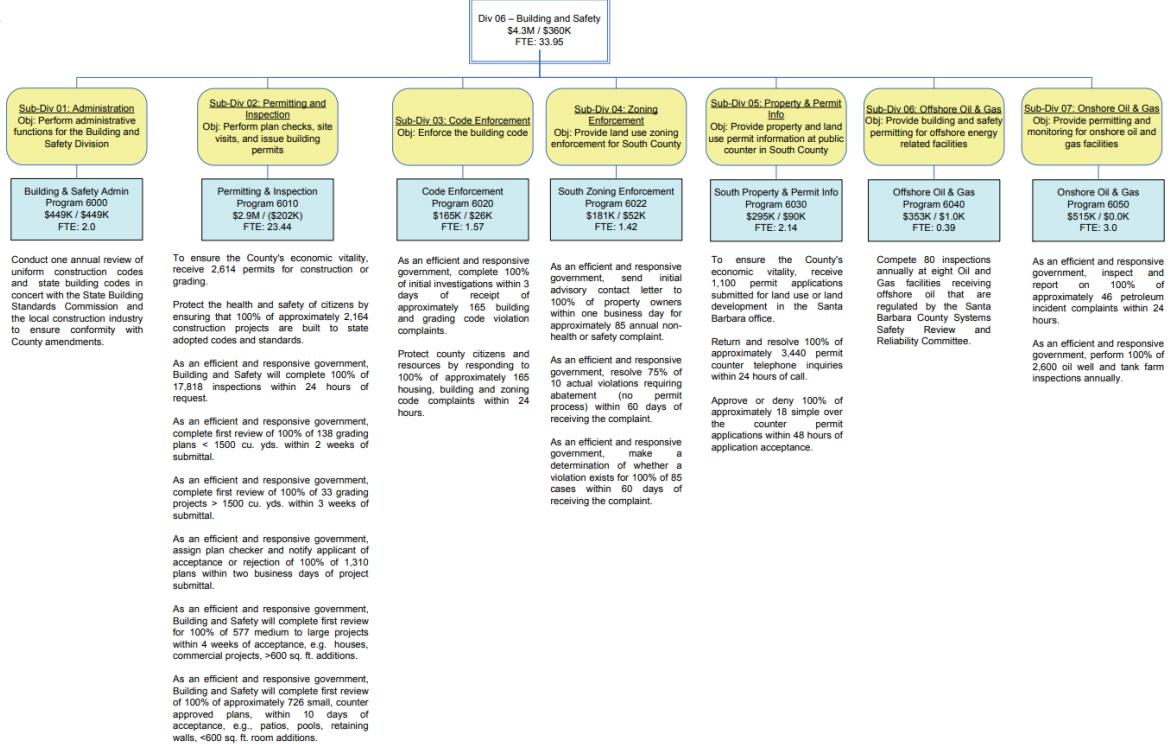 Div 06 – Building and Safety
$4.3M / $360K
FTE: 33.95
Sub-Div 01: Administration
Obj: Perform administrative
functions for the Building and
Safety Division
Building & Safety Admin
Program 6000
$449K / $449K
FTE: 2.0
Conduct one annual review of
uniform construction codes
and state building codes in
concert with the State Building
Standards Commission and
the local construction industry
to ensure conformity with
County amendments.
Sub-Div 02: Permitting and
Inspection
Obj: Perform plan checks, site
visits, and issue building
permits
Permitting & Inspection
Program 6010
$2.9M / ($202K)
FTE: 23.44
To ensure the County's economic vitality,
receive 2,614 permits for construction or
grading.
Protect the health and safety of citizens by
ensuring that 100% of approximately 2,164
construction projects are built to state
adopted codes and standards.
As an efficient and responsive government,
Building and Safety will complete 100% of
17,818 inspections within 24 hours of
request.
As an efficient and responsive government,
complete first review of 100% of 138 grading
plans < 1500 cu. yds. within 2 weeks of
submittal.
As an efficient and responsive government,
complete first review of 100% of 33 grading
projects > 1500 cu. yds. within 3 weeks of
submittal.
As an efficient and responsive government,
assign plan checker and notify applicant of
acceptance or rejection of 100% of 1,310
plans within two business days of project
submittal.
As an efficient and responsive government,
Building and Safety will complete first review
for 100% of 577 medium to large projects
within 4 weeks of acceptance, e.g. houses,
commercial projects, >600 sq. ft. additions.
As an efficient and responsive government,
Building and Safety will complete first review
of 100% of approximately 726 small, counter
approved plans, within 10 days of
acceptance, e.g., patios, pools, retaining
walls, <600 sq. ft. room additions.
Sub-Div 03: Code Enforcement
Obj: Enforce the building code
Code Enforcement
Program 6020
$165K / $26K
FTE: 1.57
As an efficient and responsive
government, complete 100%
of initial investigations within 3
days of receipt of
approximately 165 building
and grading code violation
complaints.
Protect county citizens and
resources by responding to
100% of approximately 165
housing, building and zoning
code complaints within 24
hours.
Sub-Div 04: Zoning
Enforcement
Obj: Provide land use zoning
enforcement for South County
South Zoning Enforcement
Program 6022
$181K / $52K
FTE: 1.42
As an efficient and responsive
government, send initial
advisory contact letter to
100% of property owners
within one business day for
approximately 85 annual non-
health or safety complaint.
As an efficient and responsive
government, resolve 75% of
10 actual violations requiring
abatement (no permit
process) within 60 days of
receiving the complaint.
As an efficient and responsive
government, make a
determination of whether a
violation exists for 100% of 85
cases within 60 days of
receiving the complaint.
Sub-Div 05: Property & Permit
Info
Obj: Provide property and land
use permit information at public
counter in South County
South Property & Permit Info
Program 6030
$295K / $90K
FTE: 2.14
To ensure the County's
economic vitality, receive
1,100 permit applications
submitted for land use or land
development in the Santa
Barbara office.
Return and resolve 100% of
approximately 3,440 permit
counter telephone inquiries
within 24 hours of call.
Approve or deny 100% of
approximately 18 simple over
the counter permit
applications within 48 hours of
application acceptance.
Sub-Div 06: Offshore Oil & Gas
Obj: Provide building and safety
permitting for offshore energy
related facilities
Offshore Oil & Gas
Program 6040
$353K / $1.0K
FTE: 0.39
Compete 80 inspections
annually at eight Oil and
Gas facilities receiving
offshore oil that are
regulated by the Santa
Barbara County Systems
Safety Review and
Reliability Committee.
Sub-Div 07: Onshore Oil & Gas
Obj: Provide permitting and
monitoring for onshore oil and
gas facilities
Onshore Oil & Gas
Program 6050
$515K / $0.0K
FTE: 3.0
As an efficient and responsive
government, inspect and
report on 100% of
approximately 46 petroleum
incident complaints within 24
hours.
As an efficient and responsive
government, perform 100% of
2,600 oil well and tank farm
inspections annually.